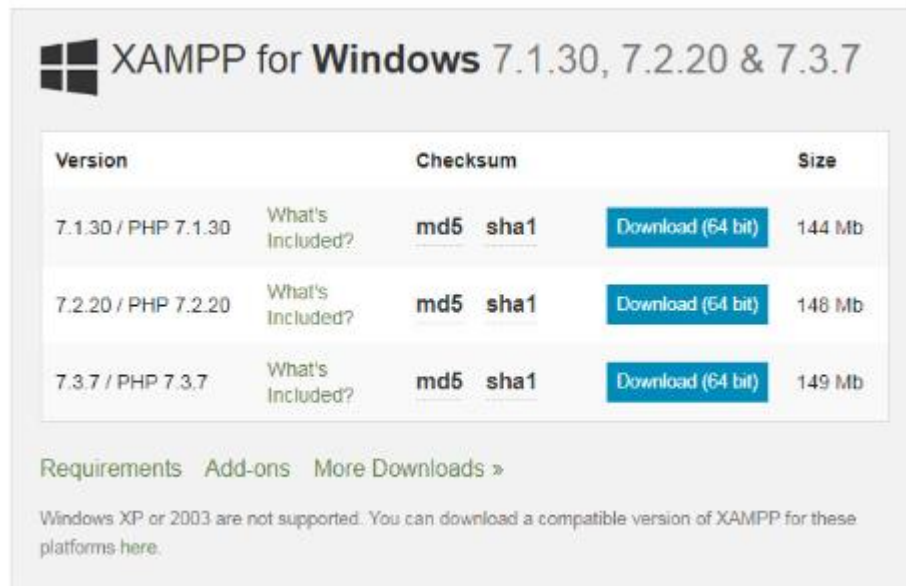 XAMPP for Windows 7.1.30, 7.2.20 & 7.3.7
Version Checksum Size
7.1.30 / PHP 7.1.30 What's Included? md5 sha1 Download (64 bit) 144 Mb
7.2.20 / PHP 7.2.20 What's Included? md5 sha1 Download (64 bit) 148 Mb
7.3.7 / PHP 7.3.7 What's Included? md5 sha1 Download (64 bit) 149 Mb
Requirements Add-ons More Downloads »
Windows XP or 2003 are not supported. You can download a compatible version of XAMPP for these
platforms here.